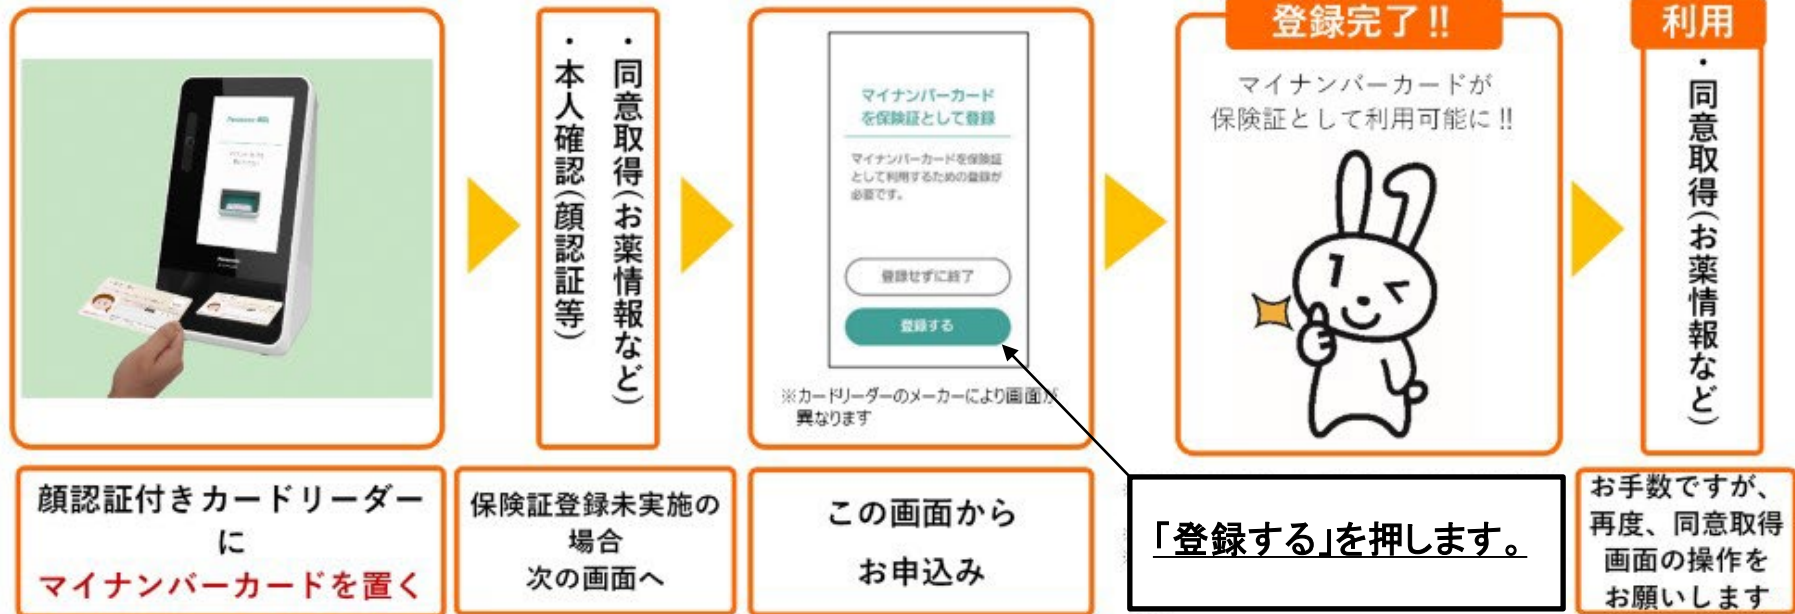 ・本人確認(顔認証等)
・同意取得(お薬情報など)
マイナンバーカード
を保険証として登録
マイナンバーカードを保険証
として利用するための登録が
必要です。
登録せずに終了
登録する
※カードリーダーのメーカーにより画面が
異なります
登録完了!!
マイナンバーカードが
保険証として利用可能に!!
利用
・同意取得(お薬情報など)
顔認証付きカードリーダー
に
マイナンバーカードを置く
保険証登録未実施の
場合
次の画面へ
この画面から
お申込み
「登録する」を押します。
お手数ですが、
再度、同意取得
画面の操作を
お願いします